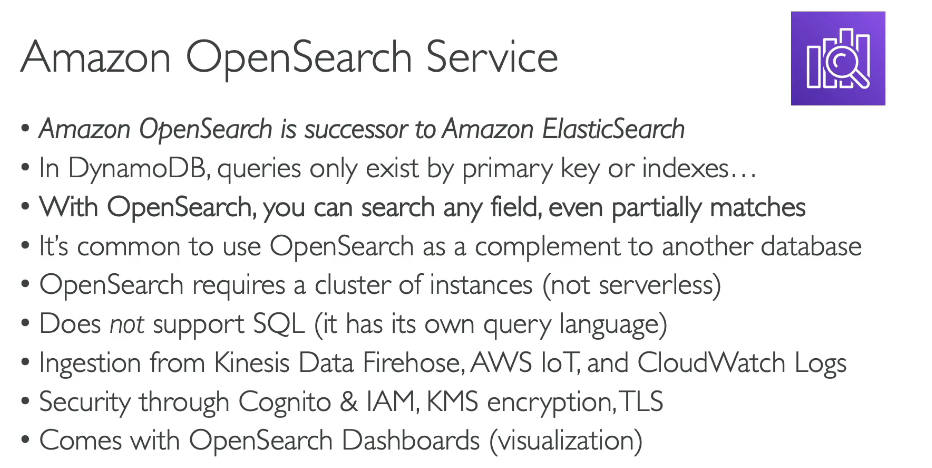 Amazon OpenSearch Service
• Amazon OpenSearch is successor to Amazon ElasticSearch
• In DynamoDB, queries only exist by primary key or indexes…
• With OpenSearch, you can search any field, even partially matches
• It's common to use OpenSearch as a complement to another database
• OpenSearch requires a cluster of instances (not serverless)
• Does not support SQL (it has its own query language)
• Ingestion from Kinesis Data Firehose, AWS IoT, and CloudWatch Logs
• Security through Cognito & IAM, KMS encryption, TLS
• Comes with OpenSearch Dashboards (visualization)